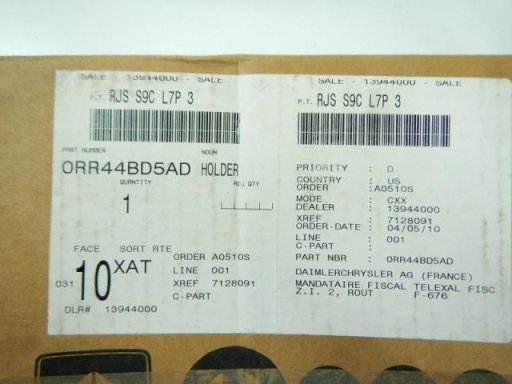 SALE - 13944000 - SALE
P.T. RJS S9C L7P 3
PART NUMBER NOUN
0RR44BD5AD HOLDER
QUANTITY ADJ QTY
1
FACE SORT RTE
031 10 XAT
ORDER A0510S
LINE 001
XREF 7128091
C-PART
DLR# 13944000
SALE - 13944000 - SALE
P.T. RJS S9C L7P 3
PRIORITY : D
COUNTRY : US
ORDER : A0510S
MODE : CXX
DEALER : 13944000
XREF : 7128091
ORDER-DATE : 04/05/10
LINE : 001
C-PART :
PART NBR : 0RR44BD5AD
DAIMLERCHRYSLER AG (FRANCE)
MANDATAIRE FISCAL TELEXAL FISC
Z.I. 2, ROUT F-676